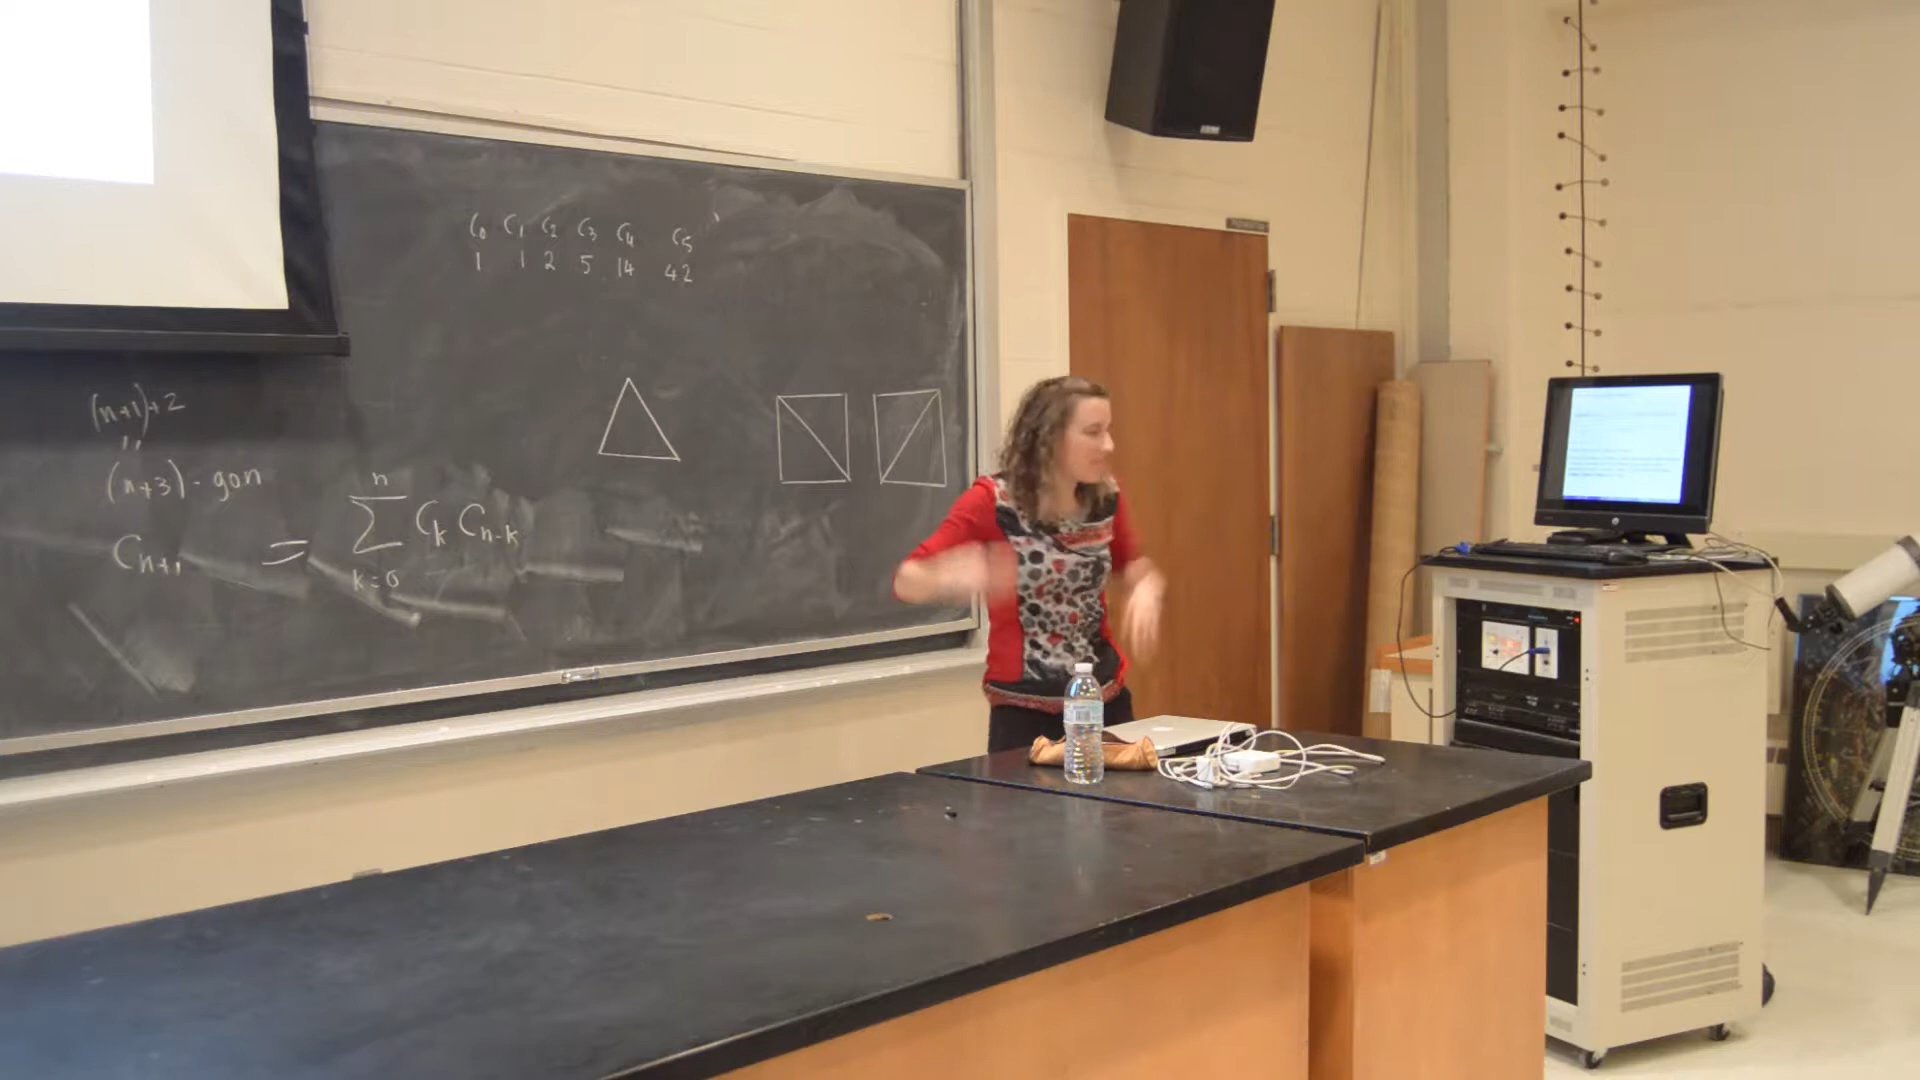 C₀ C₁ C₂ C₃ C₄ C₅
1 1 2 5 14 42
(n+1)+2
(n+3)-gon
n
Cₙ₊₁ = ∑ Cₖ Cₙ₋ₖ
k=0